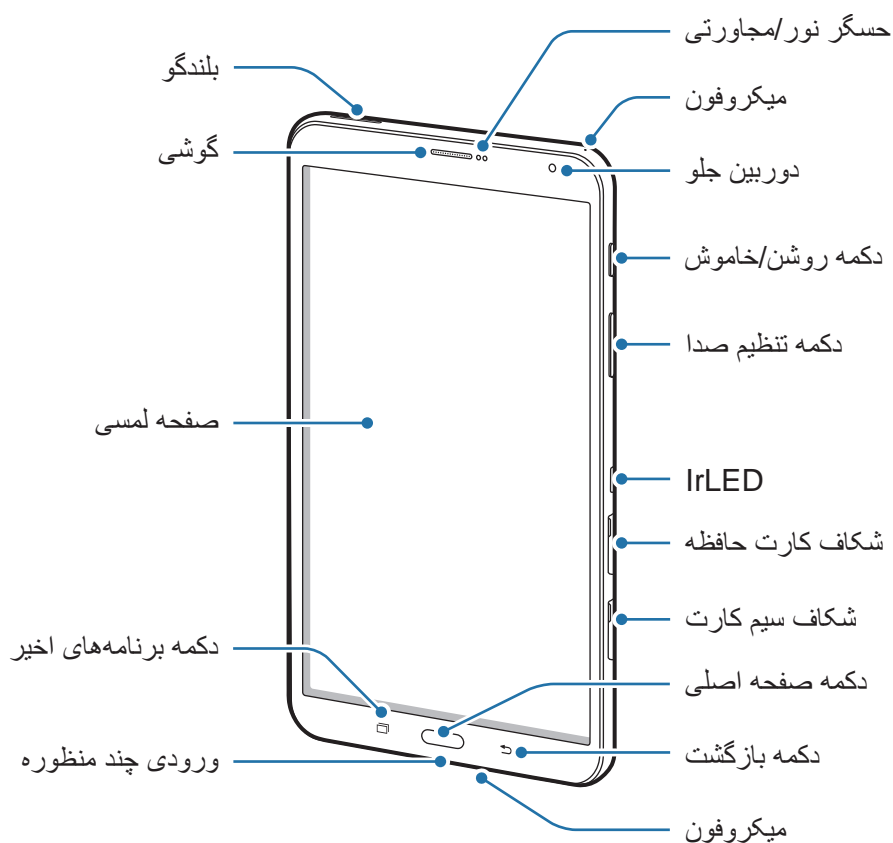 حسگر نور/مجاورتی
میکروفون
دوربین جلو
دکمه روشن/خاموش
دکمه تنظیم صدا
IrLED
شکاف کارت حافظه
شکاف سیم کارت
دکمه صفحه اصلی
دکمه بازگشت
میکروفون
بلندگو
گوشی
صفحه لمسی
دکمه برنامه‌های اخیر
ورودی چند منظوره